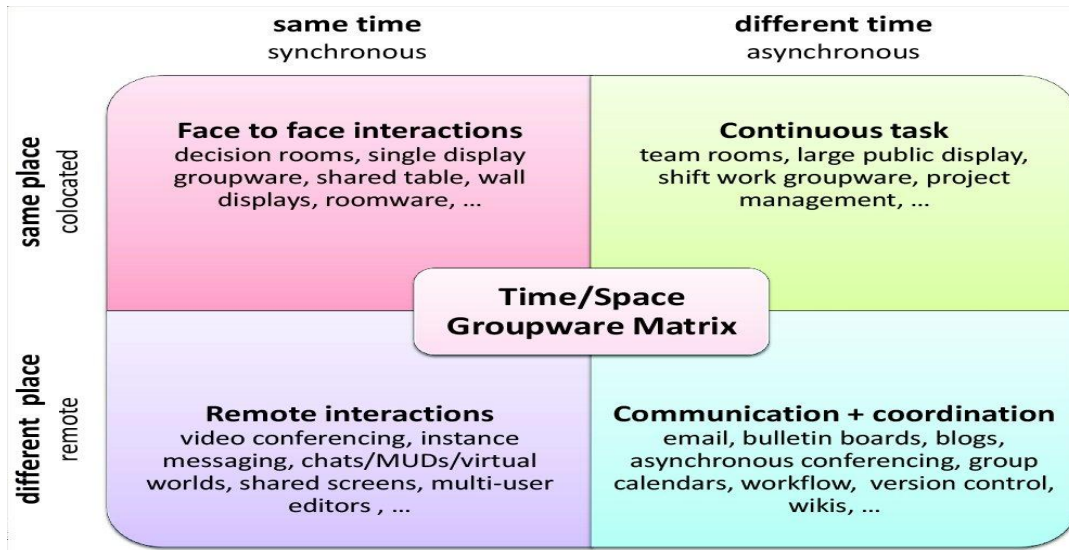 same time
synchronous
different time
asynchronous
same place
colocated
Face to face interactions
decision rooms, single display
groupware, shared table, wall
displays, roomware, ...
Continuous task
team rooms, large public display,
shift work groupware, project
management, ...
Time/Space
Groupware Matrix
different place
remote
Remote interactions
video conferencing, instance
messaging, chats/MUDs/virtual
worlds, shared screens, multi-user
editors , ...
Communication + coordination
email, bulletin boards, blogs,
asynchronous conferencing, group
calendars, workflow, version control,
wikis, ...